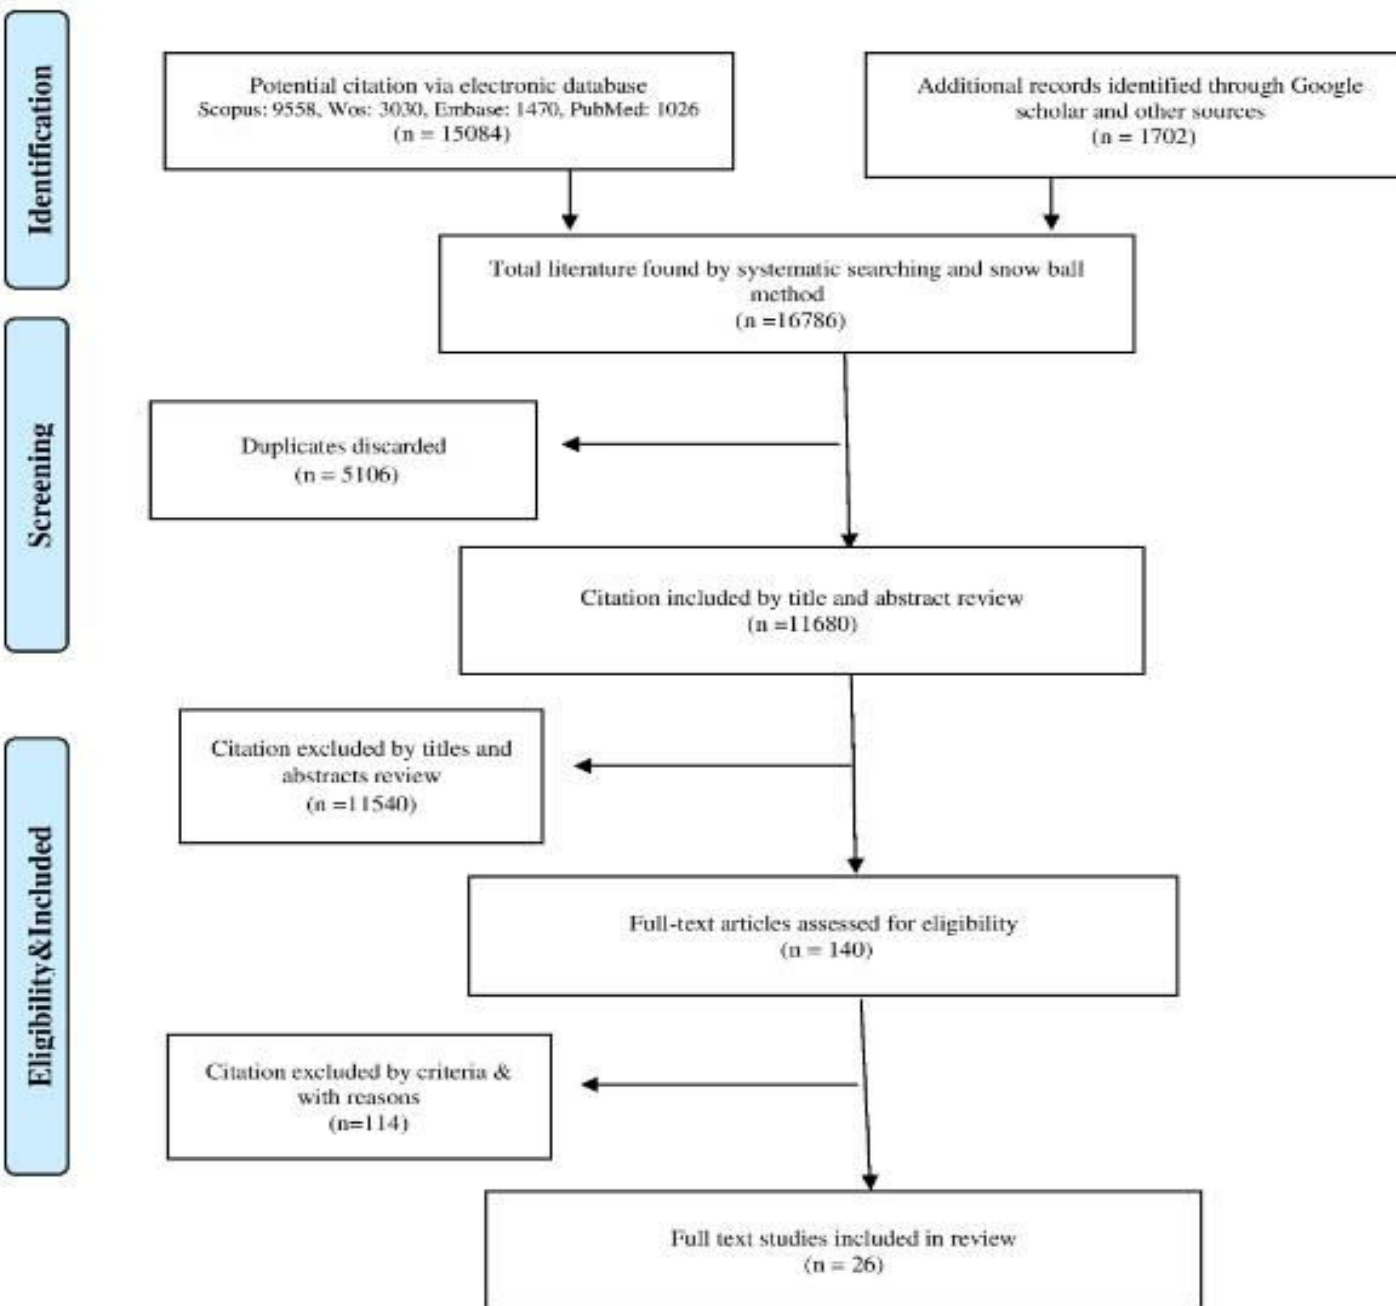 Identification
Potential citation via electronic database
Scopus: 9558, Wos: 3030, Embase: 1470, PubMed: 1026
(n = 15084)
Additional records identified through Google
scholar and other sources
(n = 1702)
Total literature found by systematic searching and snow ball
method
(n =16786)
Screening
Duplicates discarded
(n = 5106)
Citation included by title and abstract review
(n =11680)
Eligibility&Included
Citation excluded by titles and
abstracts review
(n =11540)
Full-text articles assessed for eligibility
(n = 140)
Citation excluded by criteria &
with reasons
(n=114)
Full text studies included in review
(n = 26)